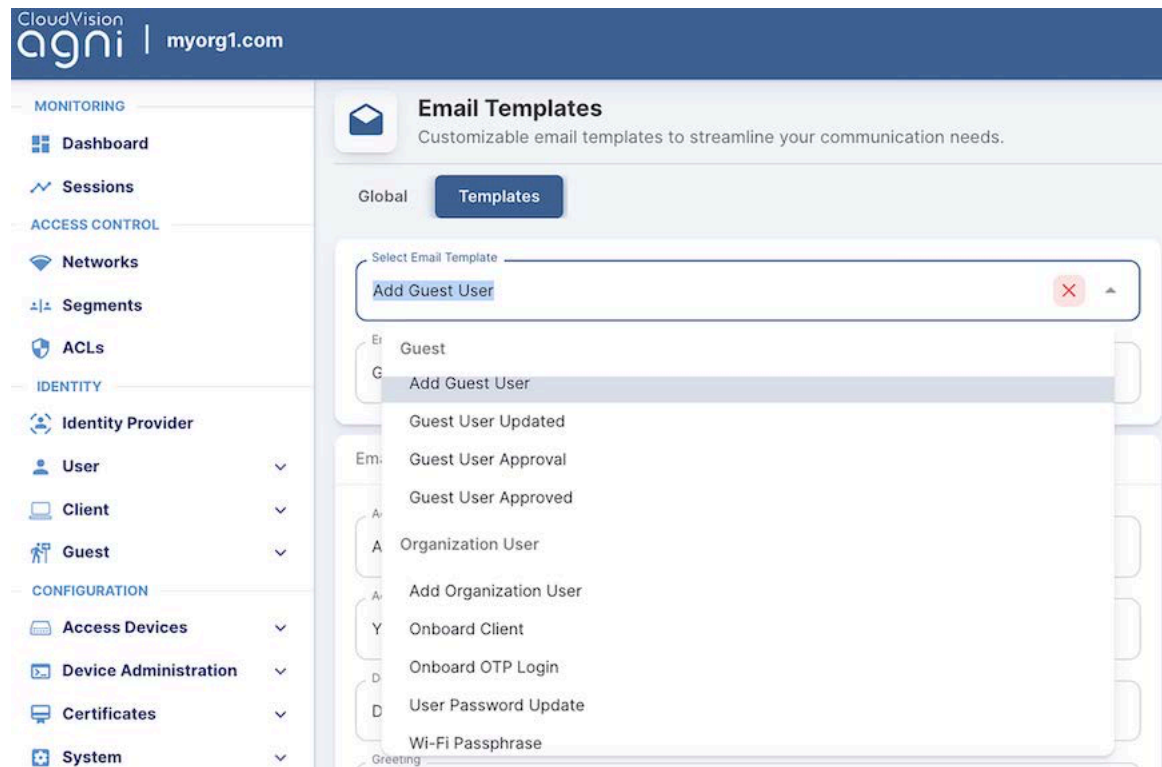 CloudVision
agni | myorg1.com
MONITORING
Dashboard
Sessions
ACCESS CONTROL
Networks
Segments
ACLs
IDENTITY
Identity Provider
User
Client
Guest
CONFIGURATION
Access Devices
Device Administration
Certificates
System
Email Templates
Customizable email templates to streamline your communication needs.
Global
Templates
Select Email Template
Add Guest User
Guest
Add Guest User
Guest User Updated
Guest User Approval
Guest User Approved
Organization User
Add Organization User
Onboard Client
Onboard OTP Login
User Password Update
Wi-Fi Passphrase
Greeting